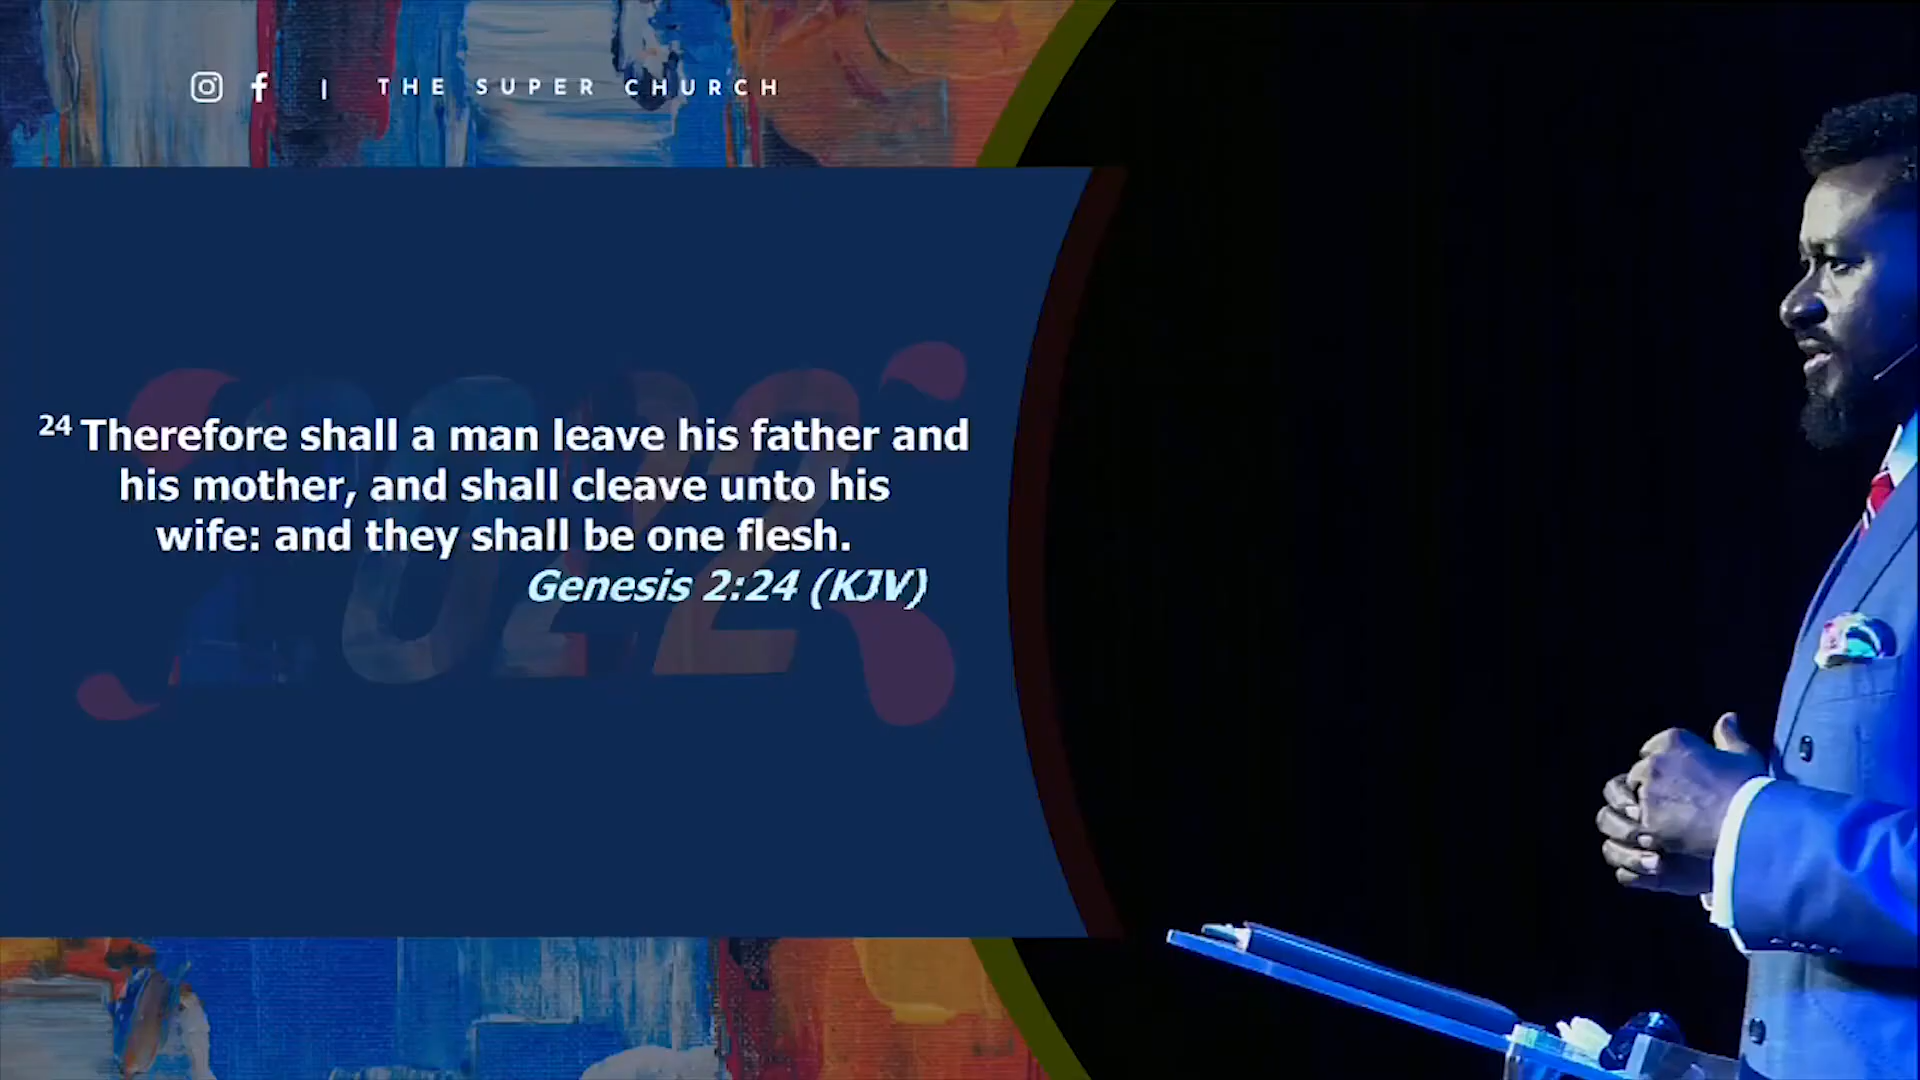 | THE SUPER CHURCH
24 Therefore shall a man leave his father and
his mother, and shall cleave unto his
wife: and they shall be one flesh.
Genesis 2:24 (KJV)
2022